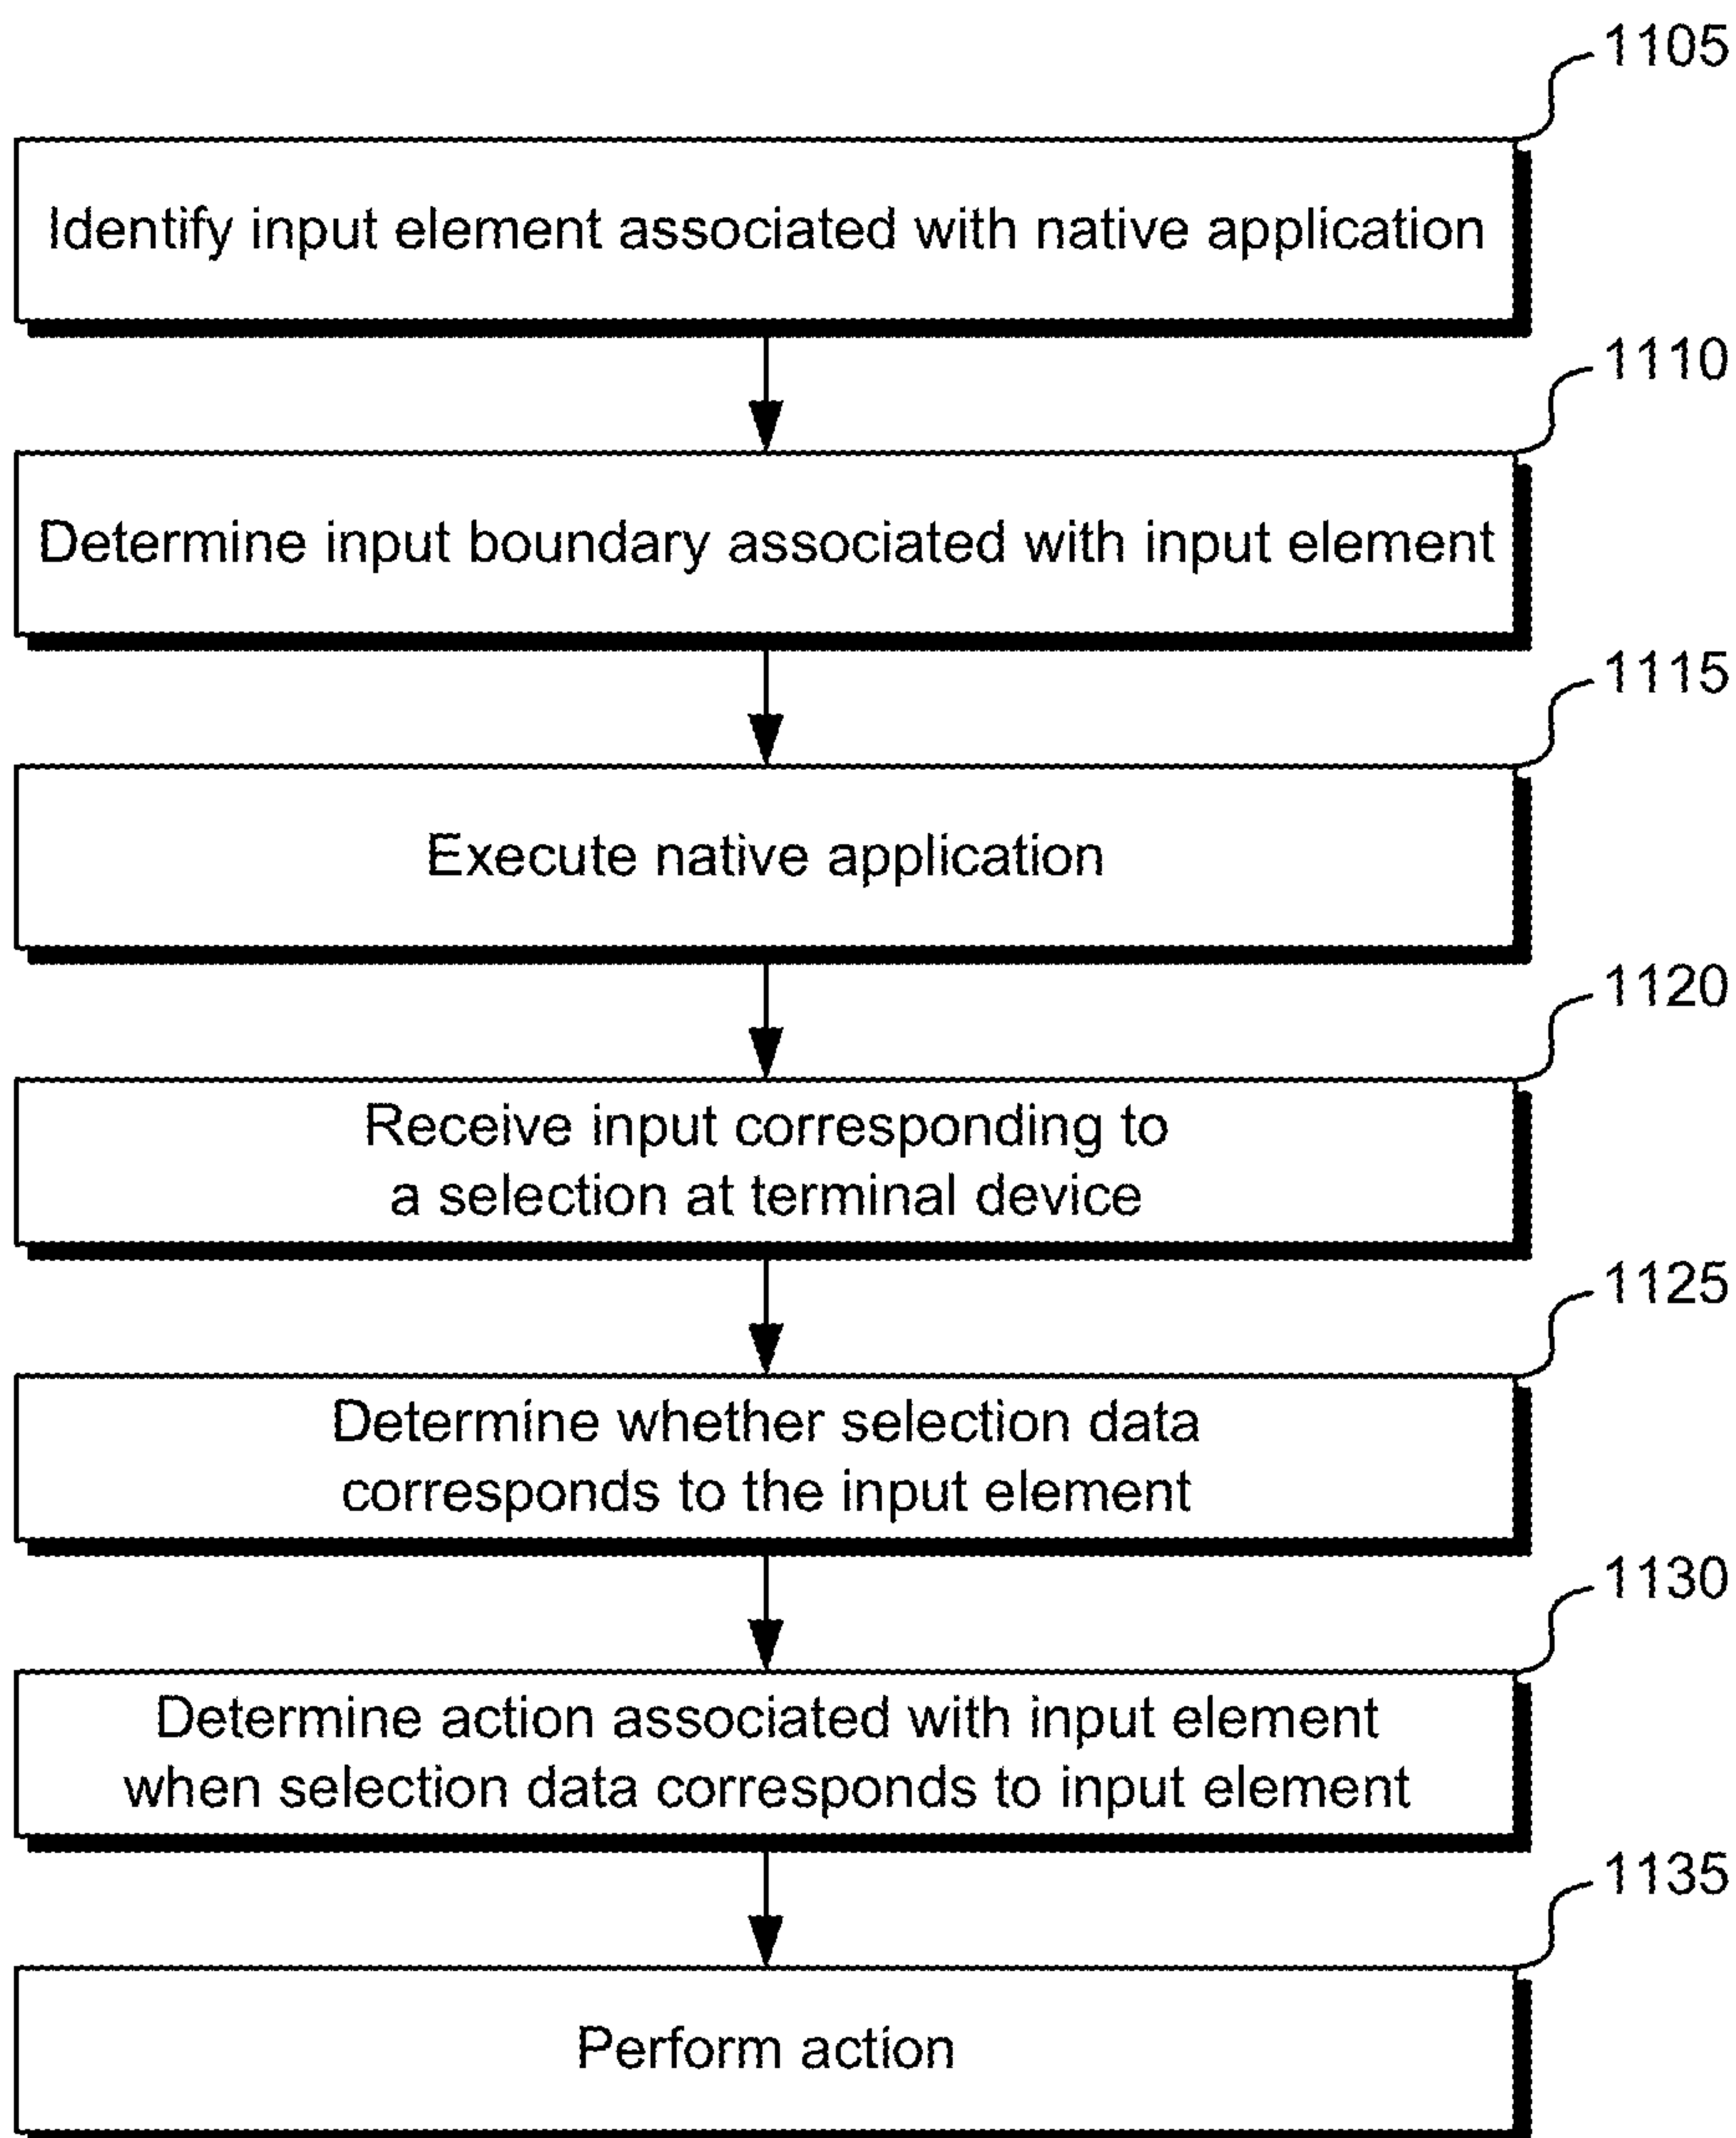 1105
Identify input element associated with native application
1110
Determine input boundary associated with input element
1115
Execute native application
1120
Receive input corresponding to
a selection at terminal device
1125
Determine whether selection data
corresponds to the input element
1130
Determine action associated with input element
when selection data corresponds to input element
1135
Perform action